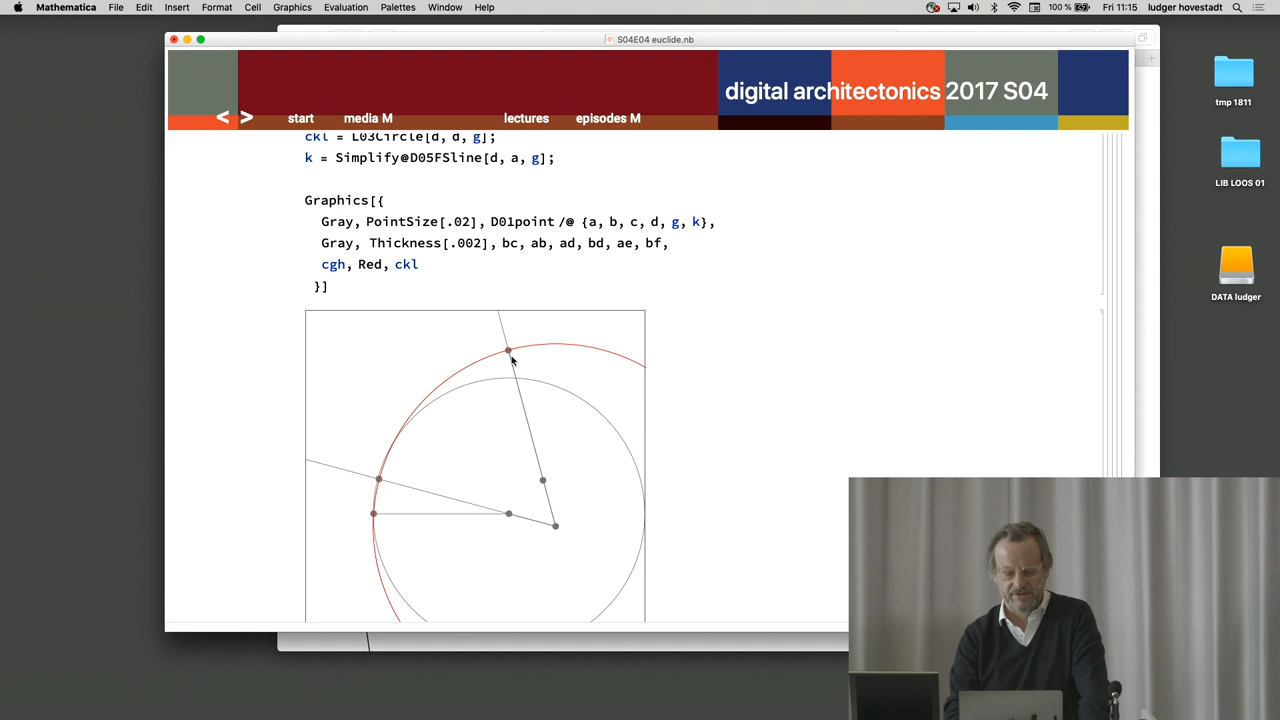 Mathematica File Edit Insert Format Cell Graphics Evaluation Palettes Window Help
100 % Fri 11:15 ludger hovestadt
S04E04 euclide.nb
digital architectonics 2017 S04
< > start media M lectures episodes M
ckl = L03Circle[d, d, g];
k = Simplify@D05FSline[d, a, g];
Graphics[{
Gray, PointSize[.02], D01point /@ {a, b, c, d, g, k},
Gray, Thickness[.002], bc, ab, ad, bd, ae, bf,
cgh, Red, ckl
}]
tmp 1811
LIB LOOS 01
DATA ludger